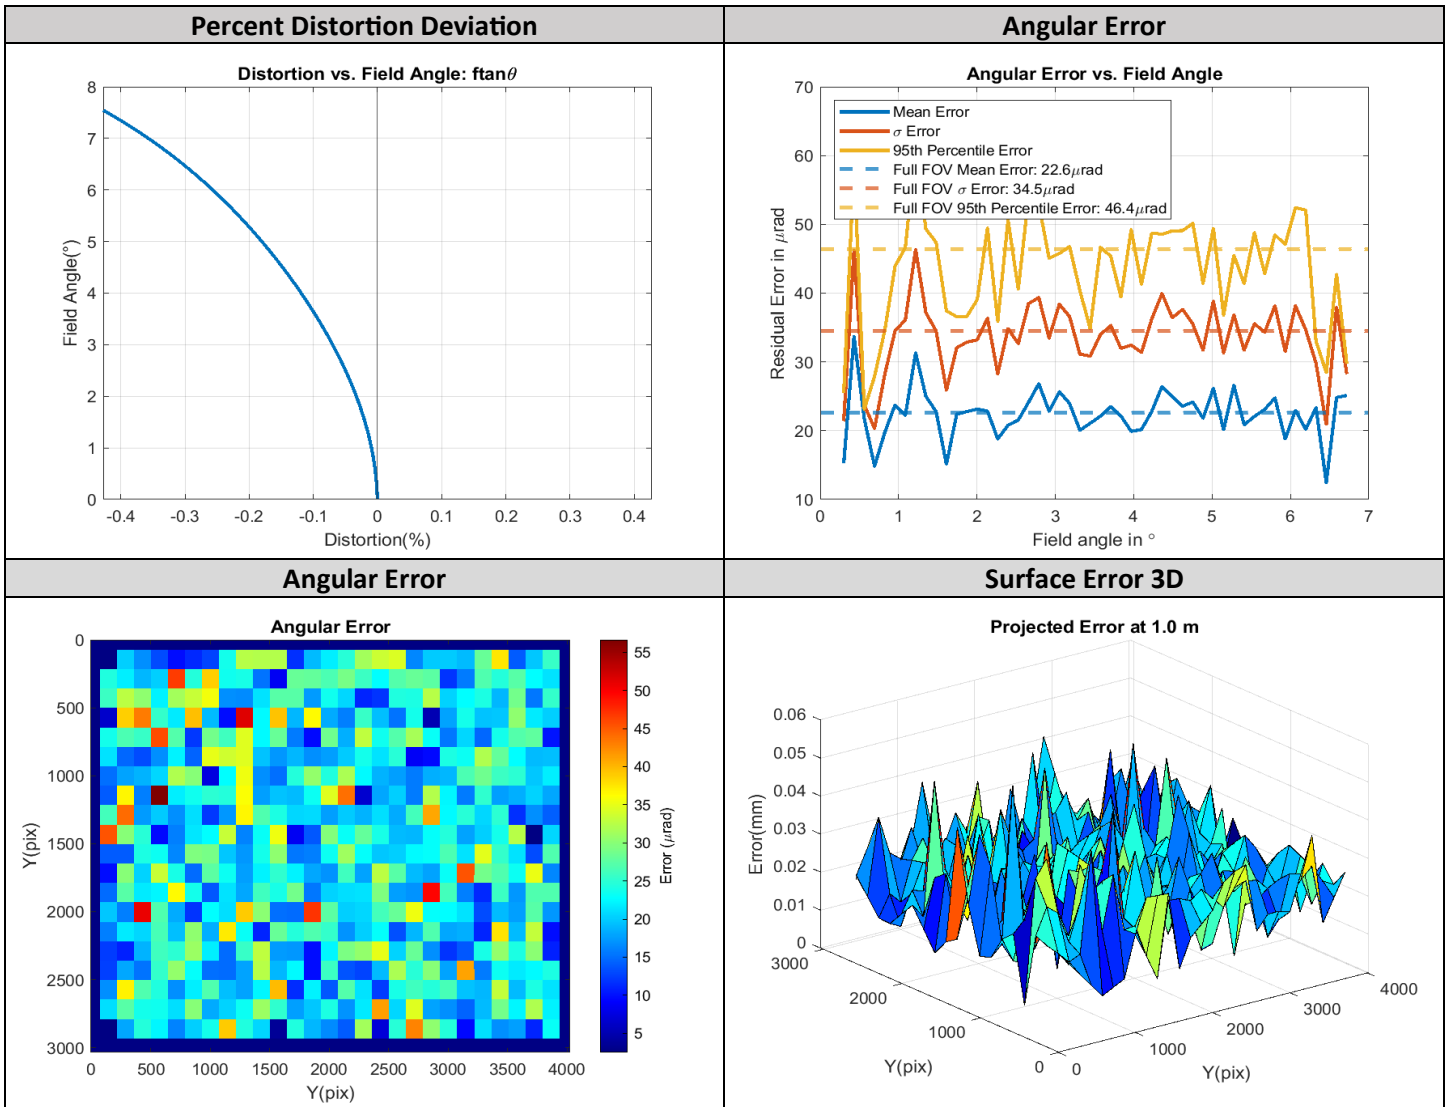 Percent Distortion Deviation
Angular Error
Distortion vs. Field Angle: ftanθ
8
7
6
5
4
3
2
1
0
Field Angle(°)
-0.4 -0.3 -0.2 -0.1 0 0.1 0.2 0.3 0.4
Distortion(%)
Angular Error vs. Field Angle
Mean Error
σ Error
95th Percentile Error
Full FOV Mean Error: 22.6μrad
Full FOV σ Error: 34.5μrad
Full FOV 95th Percentile Error: 46.4μrad
70
60
50
40
30
20
10
Residual Error in μrad
0 1 2 3 4 5 6 7
Field angle in °
Angular Error
Surface Error 3D
Angular Error
0
500
1000
1500
2000
2500
3000
Y(pix)
0 500 1000 1500 2000 2500 3000 3500 4000
Y(pix)
55
50
45
40
35
30
25
20
15
10
5
Error (μrad)
Projected Error at 1.0 m
0.06
0.05
0.04
0.03
0.02
0.01
0
Error(mm)
3000
2000
1000
0
Y(pix)
0
1000
2000
3000
4000
Y(pix)